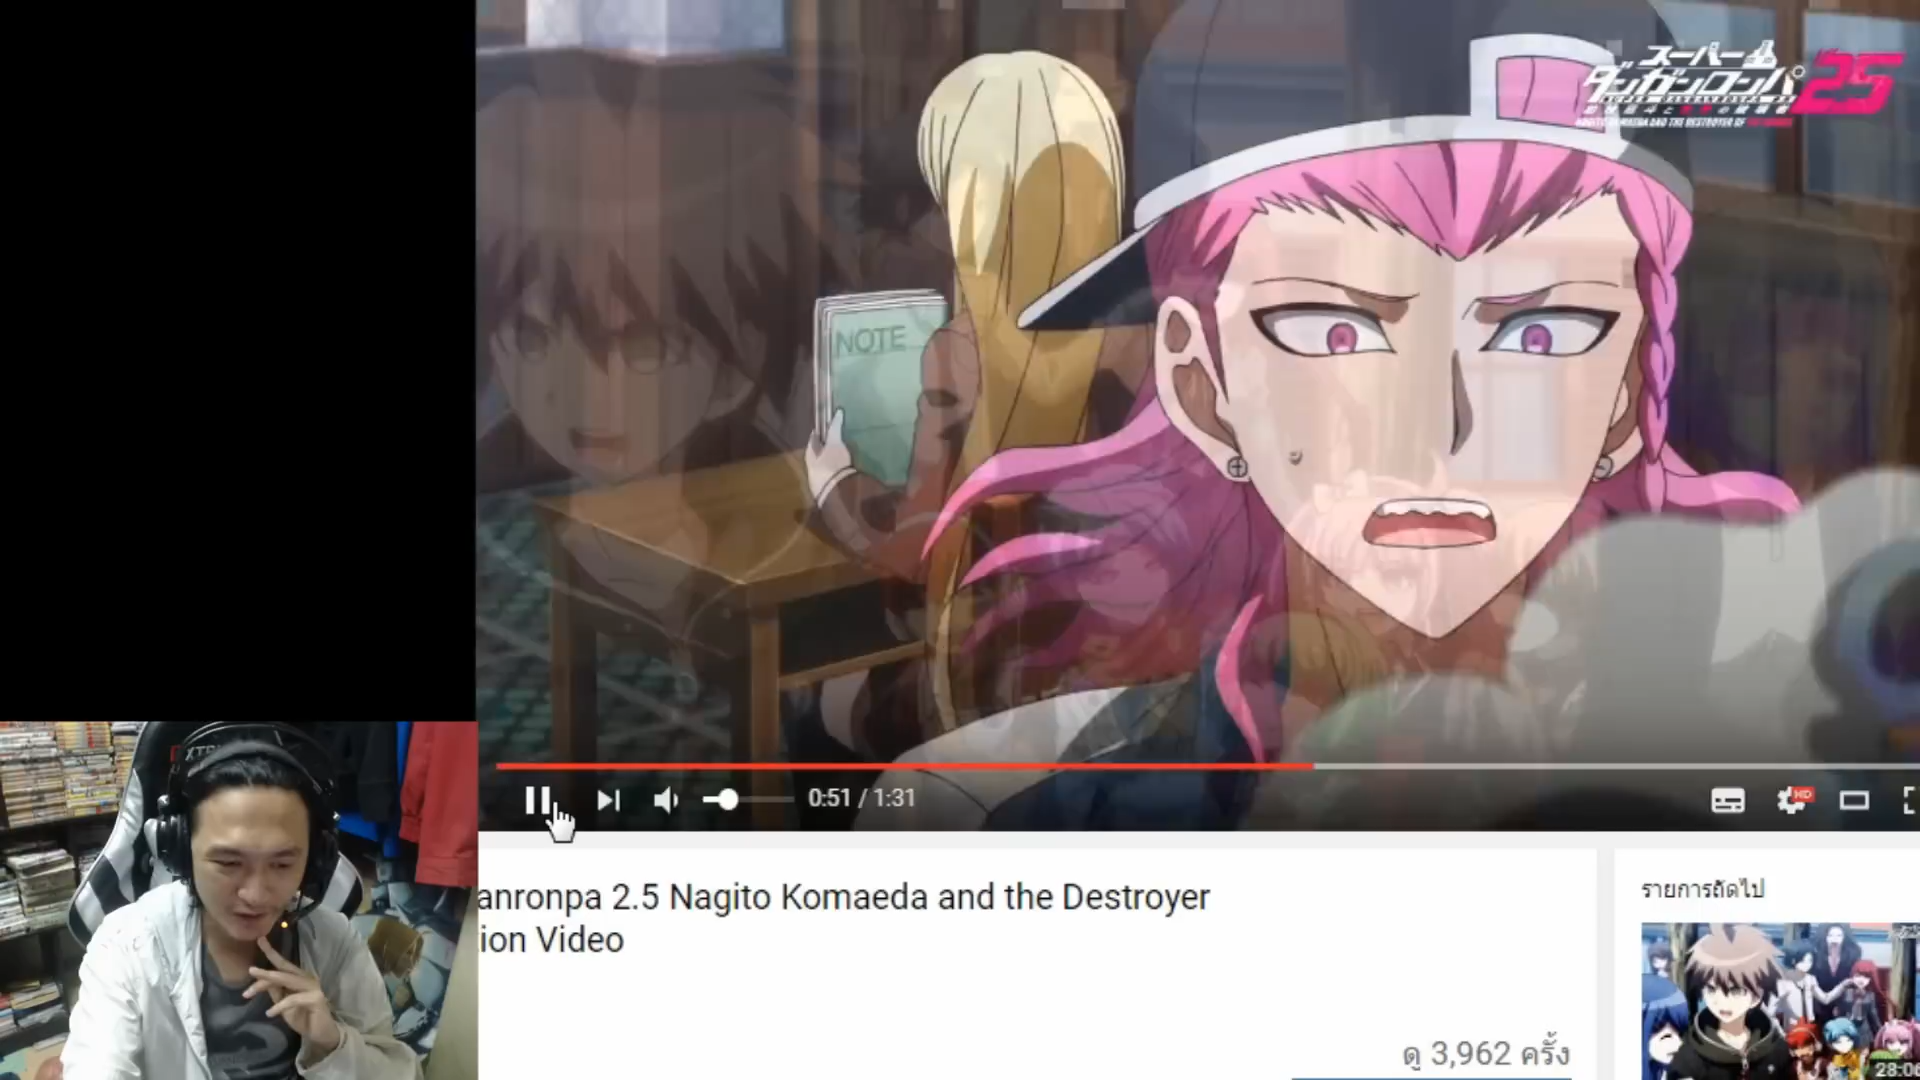 スーパー
ダンガンロンパ 2.5
NOTE
0:51 / 1:31
HD
anronpa 2.5 Nagito Komaeda and the Destroyer
ion Video
รายการถัดไป
ดู 3,962 ครั้ง